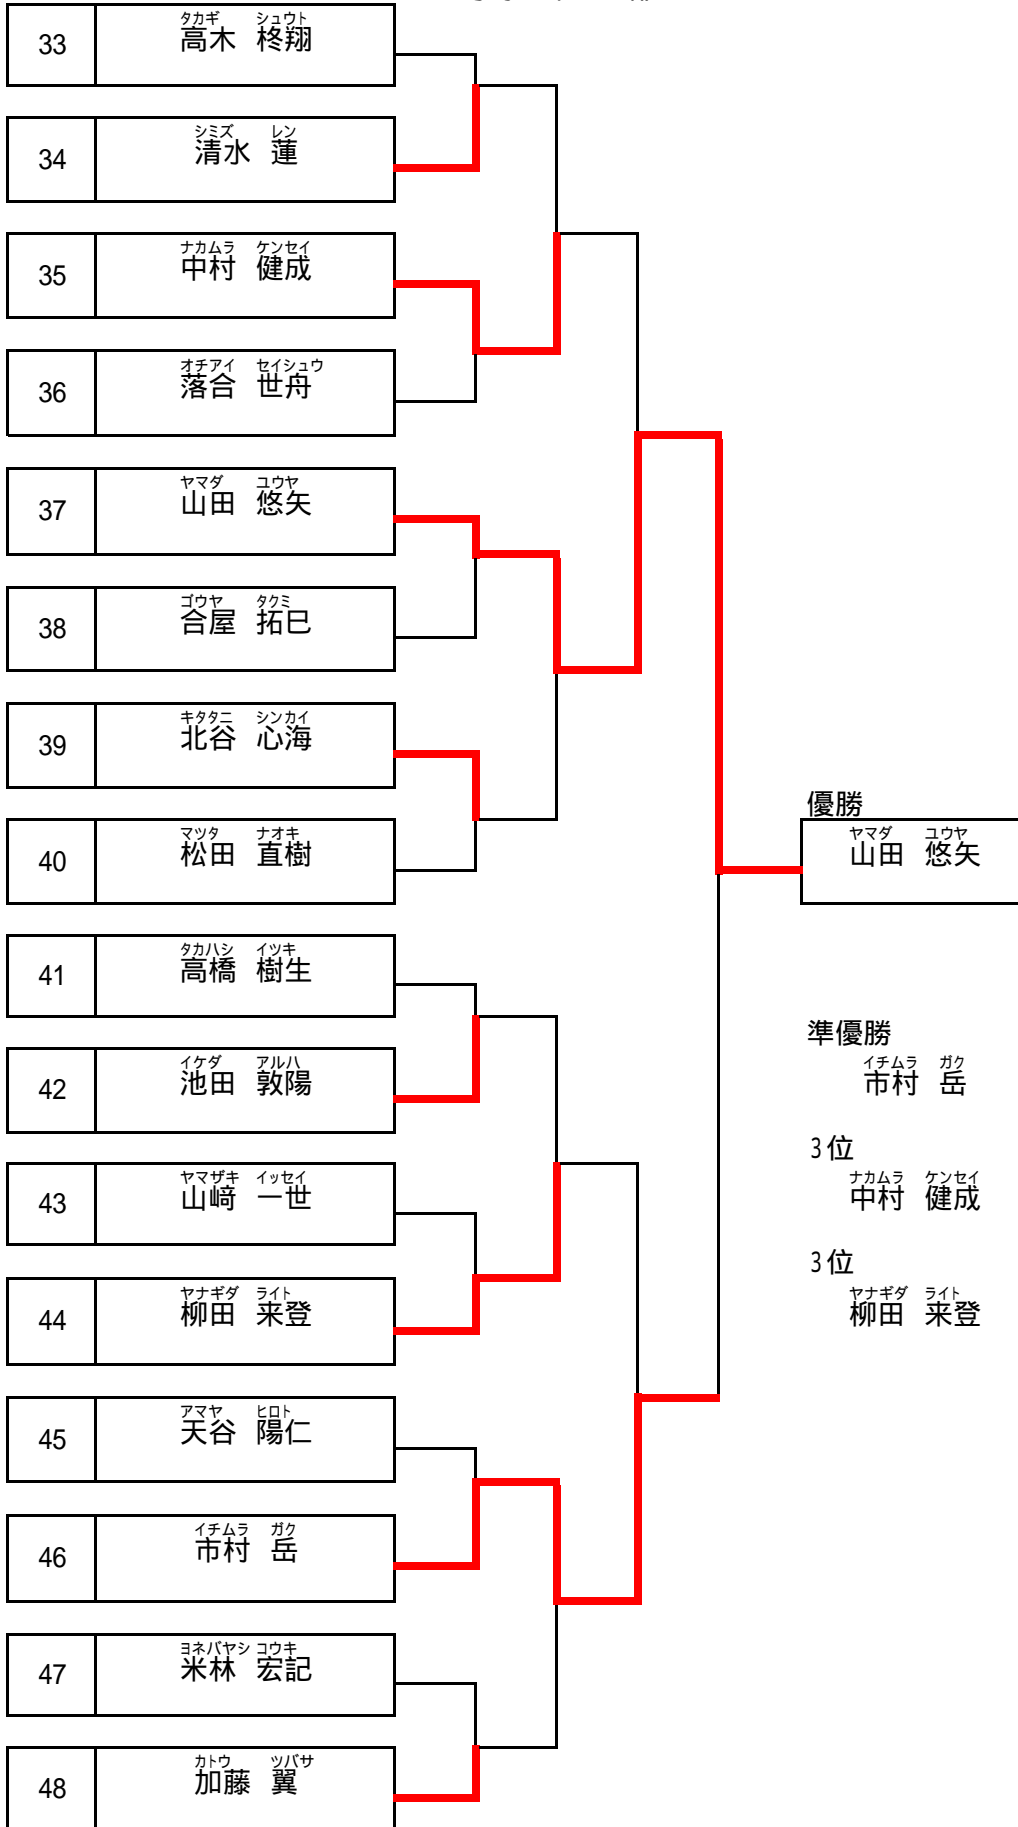 タカギ シュウト
33 高木 柊翔
シミズ レン
34 清水 蓮
ナカムラ ケンセイ
35 中村 健成
オチアイ セイシュウ
36 落合 世舟
ヤマダ ユウヤ
37 山田 悠矢
ゴウヤ タクミ
38 合屋 拓巳
キタタニ シンカイ
39 北谷 心海
マツタ ナオキ
40 松田 直樹
タカハシ イツキ
41 高橋 樹生
イケダ アルハ
42 池田 敦陽
ヤマザキ イッセイ
43 山﨑 一世
ヤナギダ ライト
44 柳田 来登
アマヤ ヒロト
45 天谷 陽仁
イチムラ ガク
46 市村 岳
ヨネバヤシ コウキ
47 米林 宏記
カトウ ツバサ
48 加藤 翼
優勝
ヤマダ ユウヤ
山田 悠矢
準優勝
イチムラ ガク
市村 岳
3位
ナカムラ ケンセイ
中村 健成
3位
ヤナギダ ライト
柳田 来登